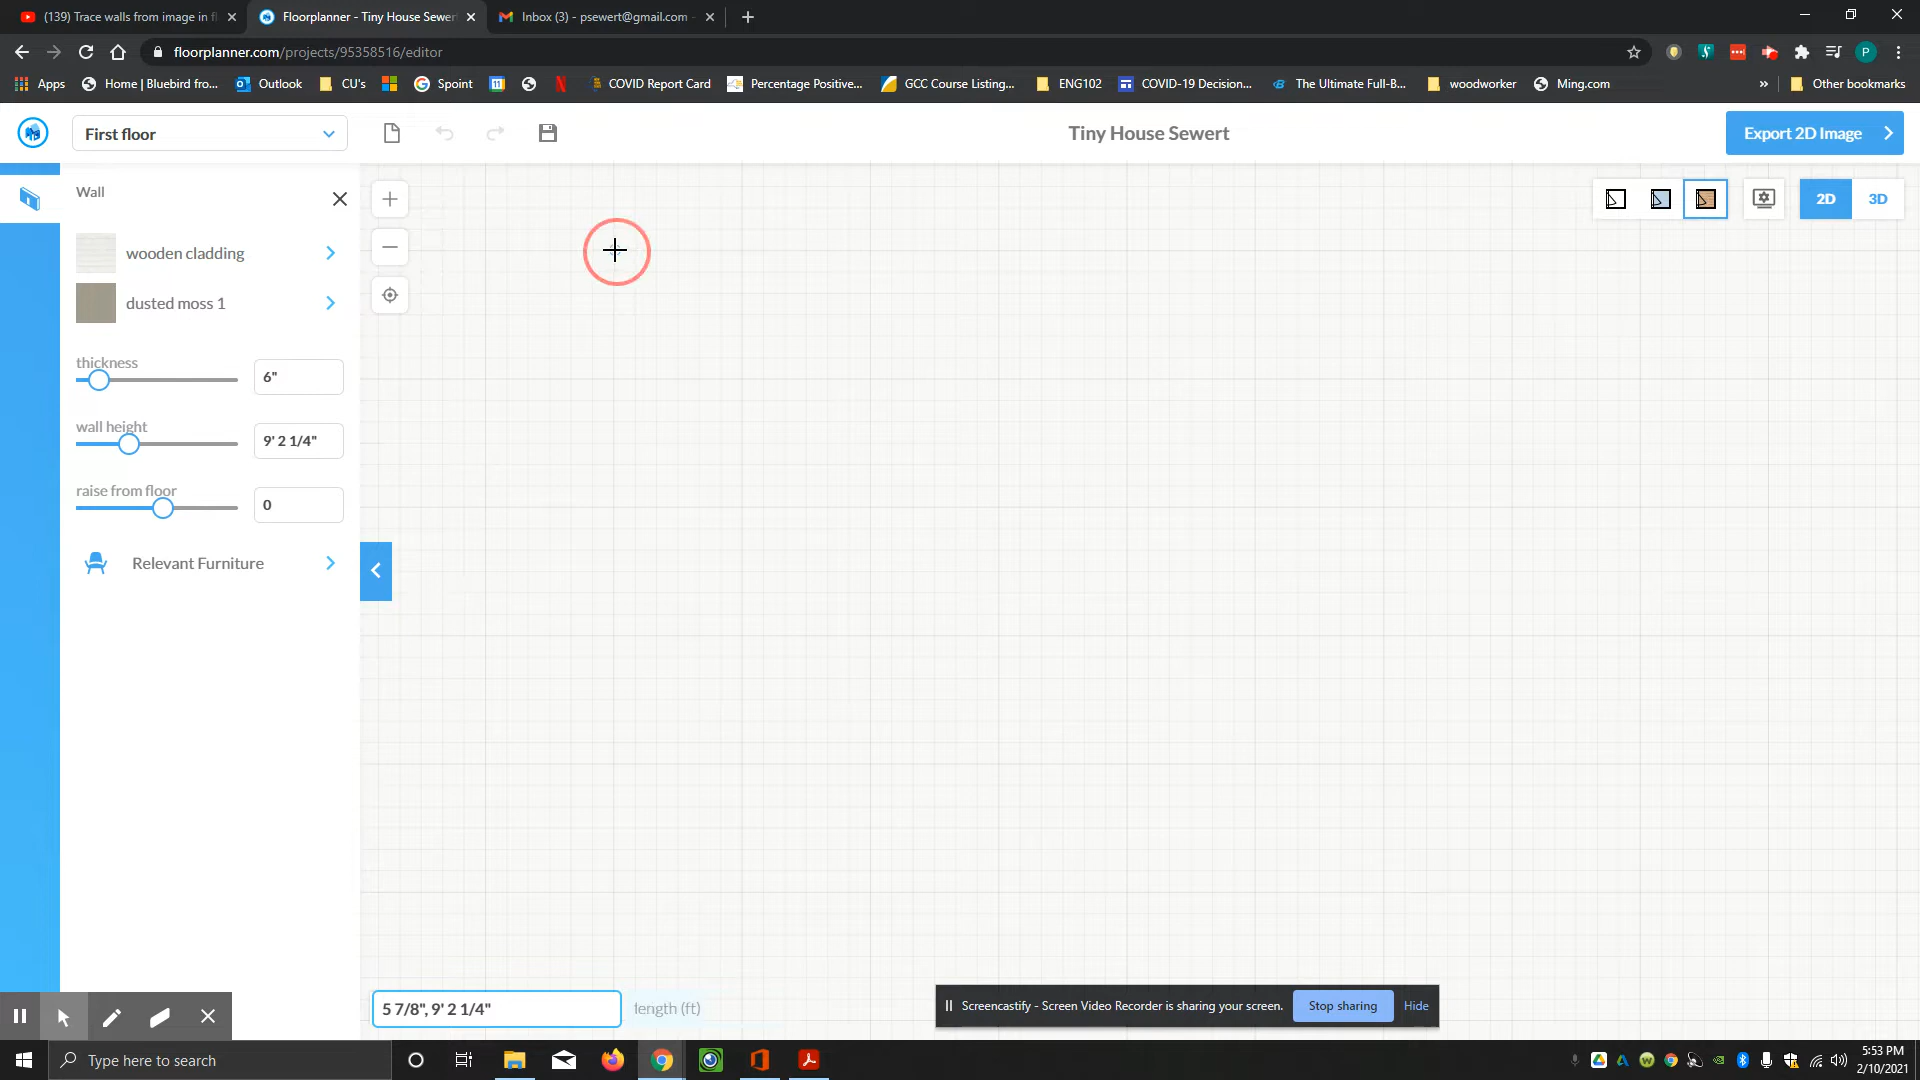 (139) Trace walls from image in fl
Floorplanner - Tiny House Sewert
Inbox (3) - psewert@gmail.com -
floorplanner.com/projects/95358516/editor
P
Apps
Home | Bluebird fro...
Outlook
CU's
Spoint
COVID Report Card
Percentage Positive...
GCC Course Listing...
ENG102
COVID-19 Decision...
The Ultimate Full-B...
woodworker
Ming.com
»
Other bookmarks
First floor
Tiny House Sewert
Export 2D Image
Wall
2D
3D
wooden cladding
dusted moss 1
thickness
6"
wall height
9' 2 1/4"
raise from floor
0
Relevant Furniture
5 7/8", 9' 2 1/4"
length (ft)
Screencastify - Screen Video Recorder is sharing your screen.
Stop sharing
Hide
Type here to search
5:53 PM
2/10/2021